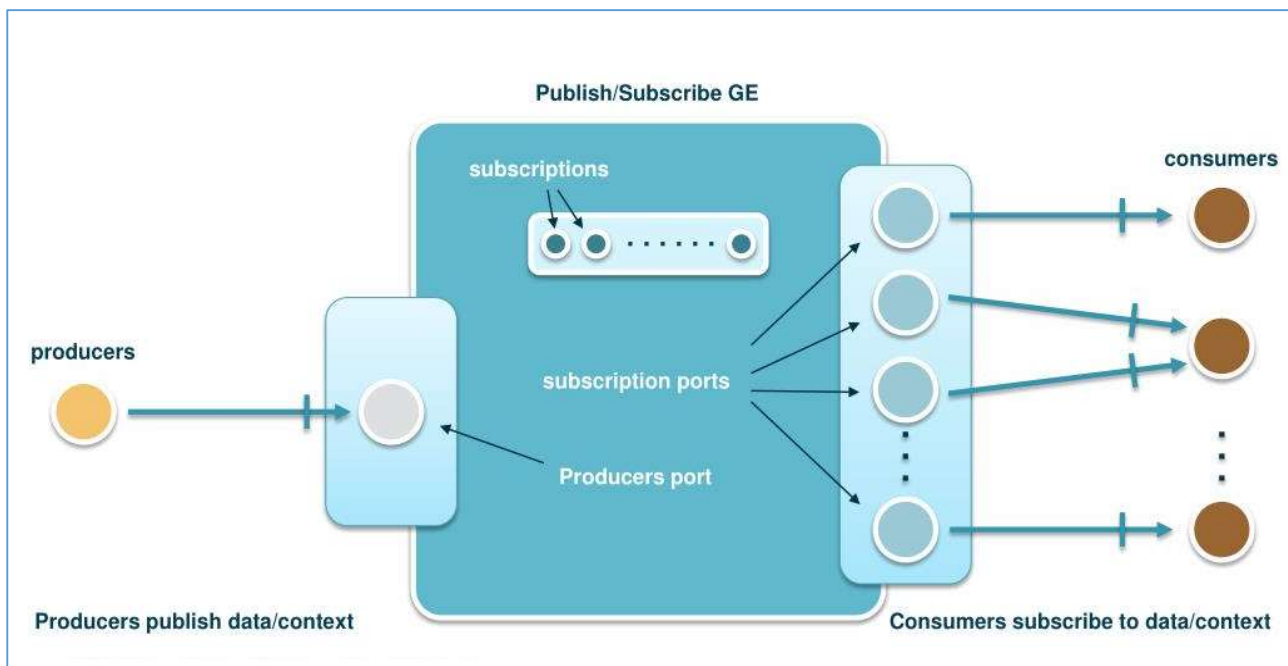 Publish/Subscribe GE
consumers
subscriptions
producers
subscription ports
Producers port
Producers publish data/context
Consumers subscribe to data/context